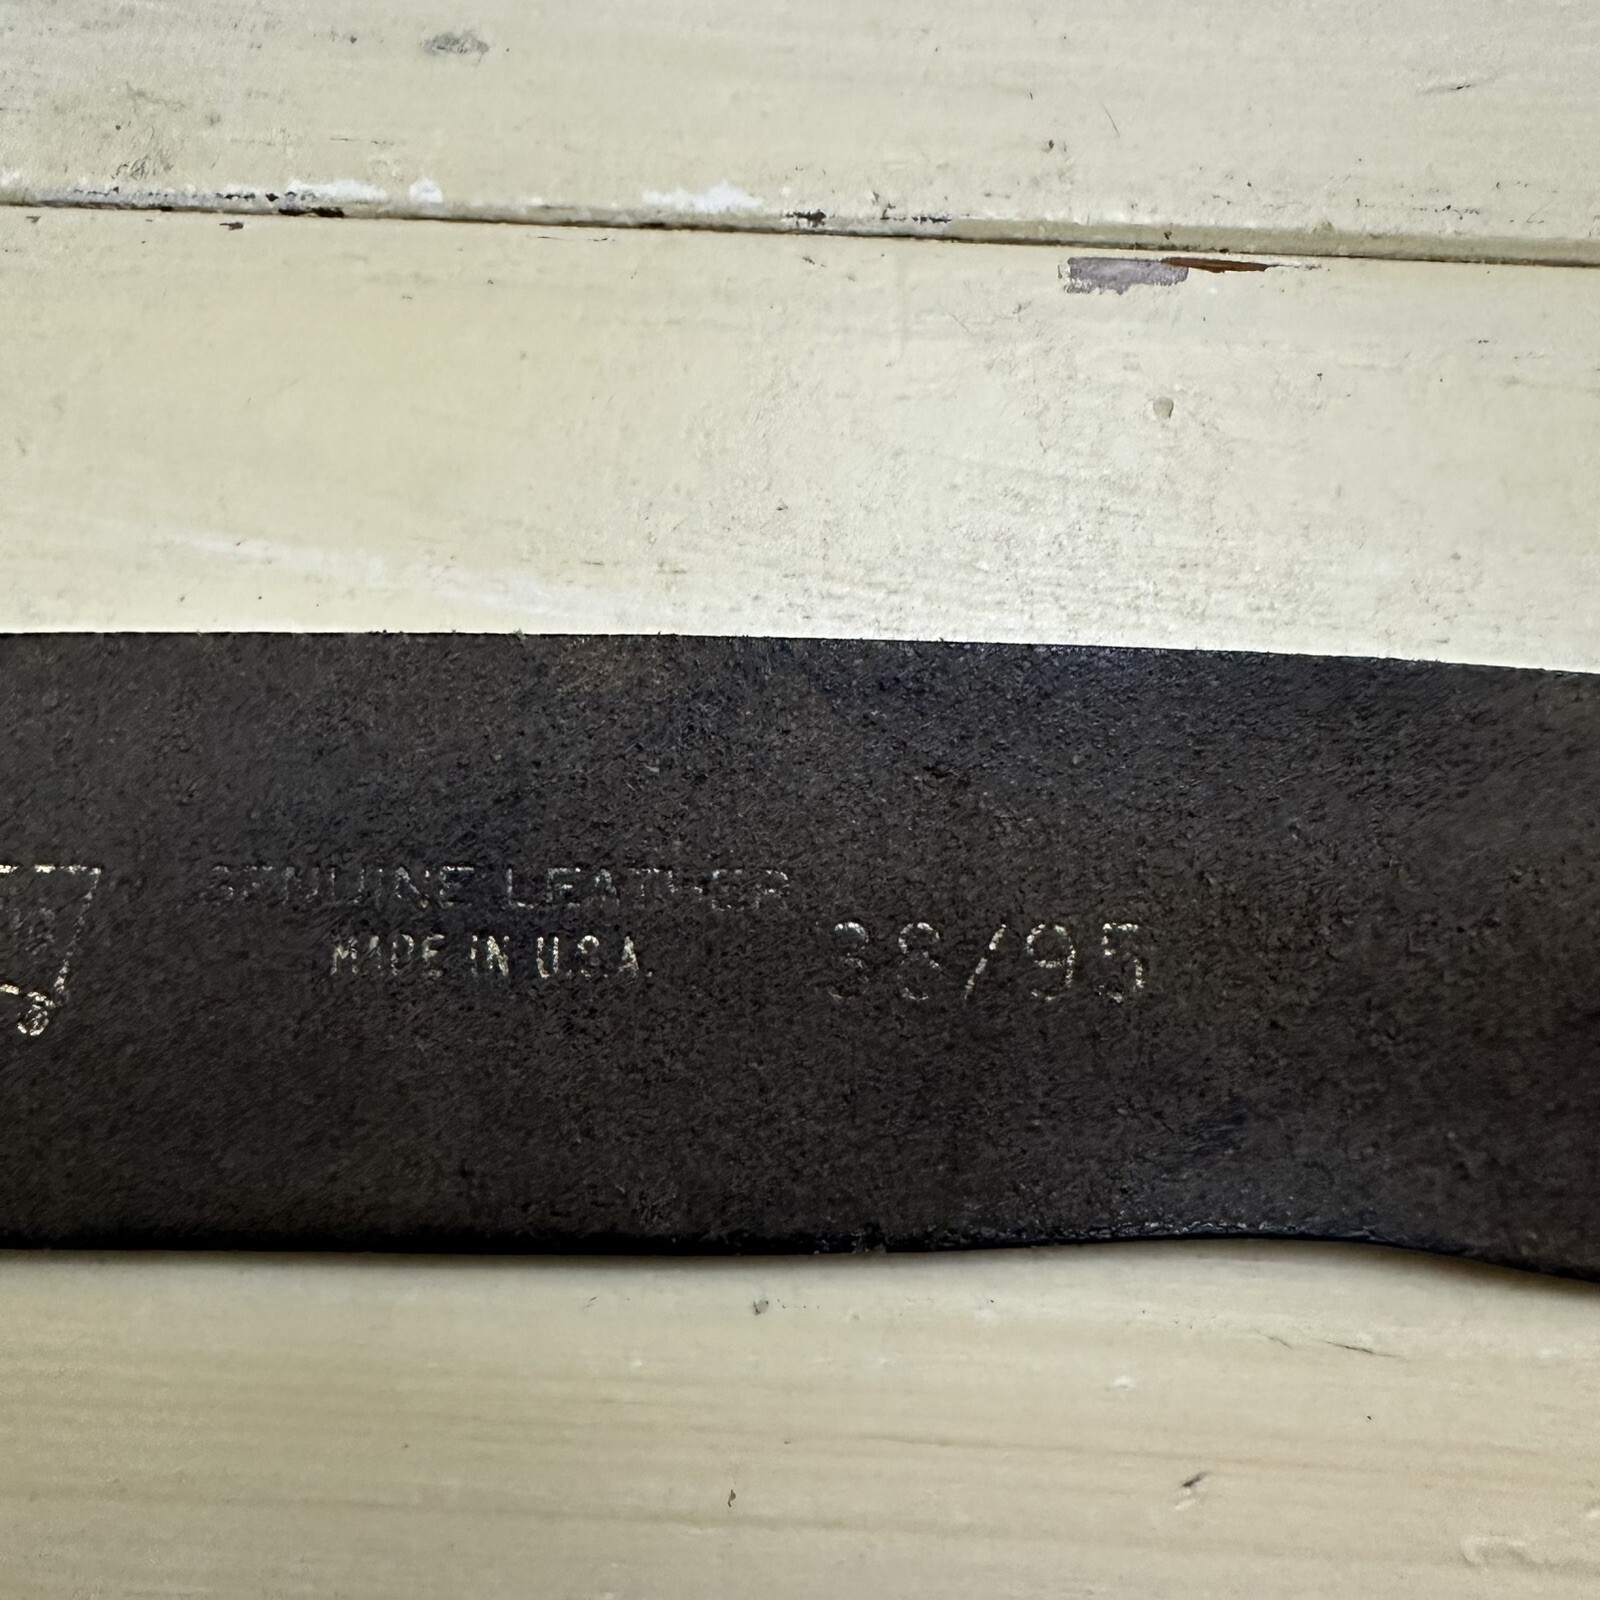 GENUINE LEATHER
MADE IN U.S.A.
38/95